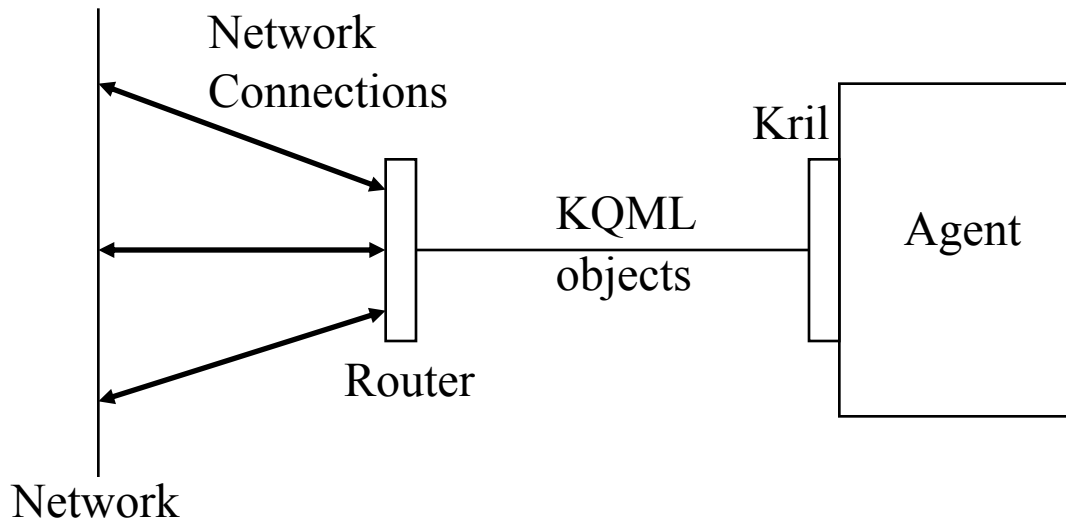 Network
Connections
Kril
KQML
objects
Agent
Router
Network